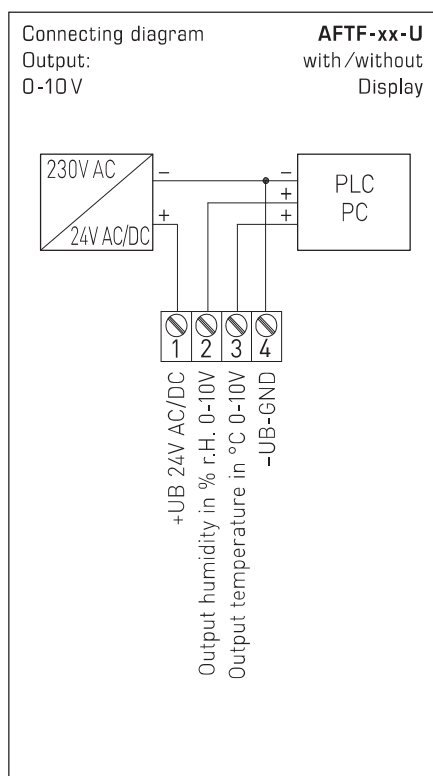 Connecting diagram
Output:
0-10 V
AFTF-xx-U
with/without
Display
230V AC
24V AC/DC
−
+
−
+
+
PLC
PC
1
2
3
4
+UB 24V AC/DC
Output humidity in % r.H. 0-10V
Output temperature in °C 0-10V
-UB-GND